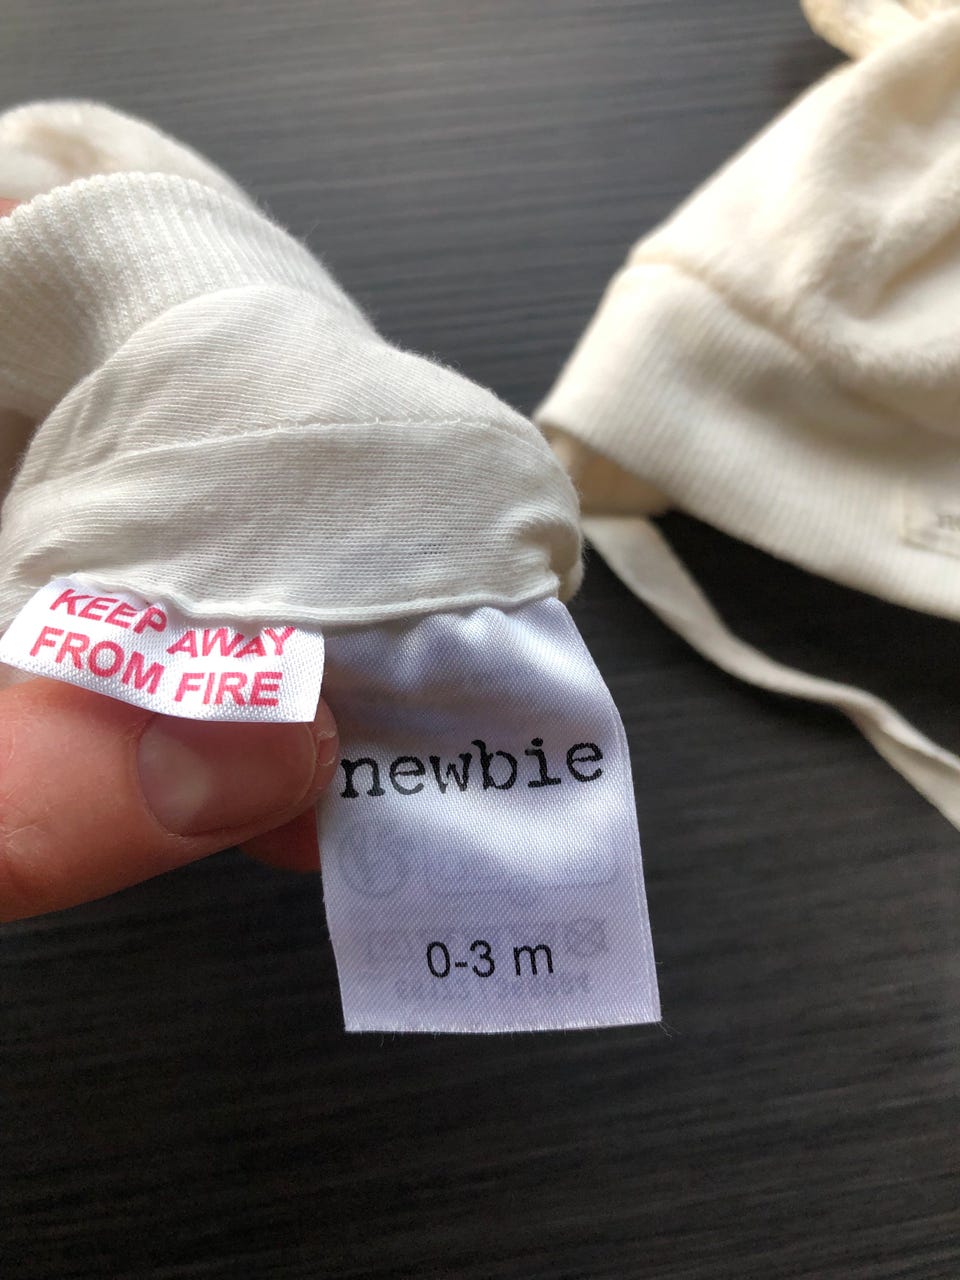 KEEP AWAY
FROM FIRE
newbie
0-3 m